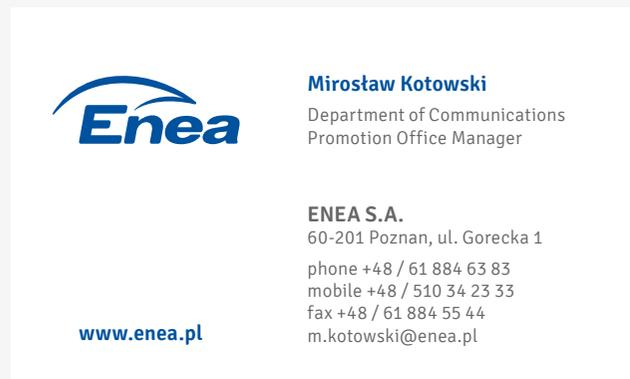 Enea
Mirosław Kotowski
Department of Communications
Promotion Office Manager
ENEA S.A.
60-201 Poznan, ul. Gorecka 1
phone +48 / 61 884 63 83
mobile +48 / 510 34 23 33
fax +48 / 61 884 55 44
m.kotowski@enea.pl
www.enea.pl